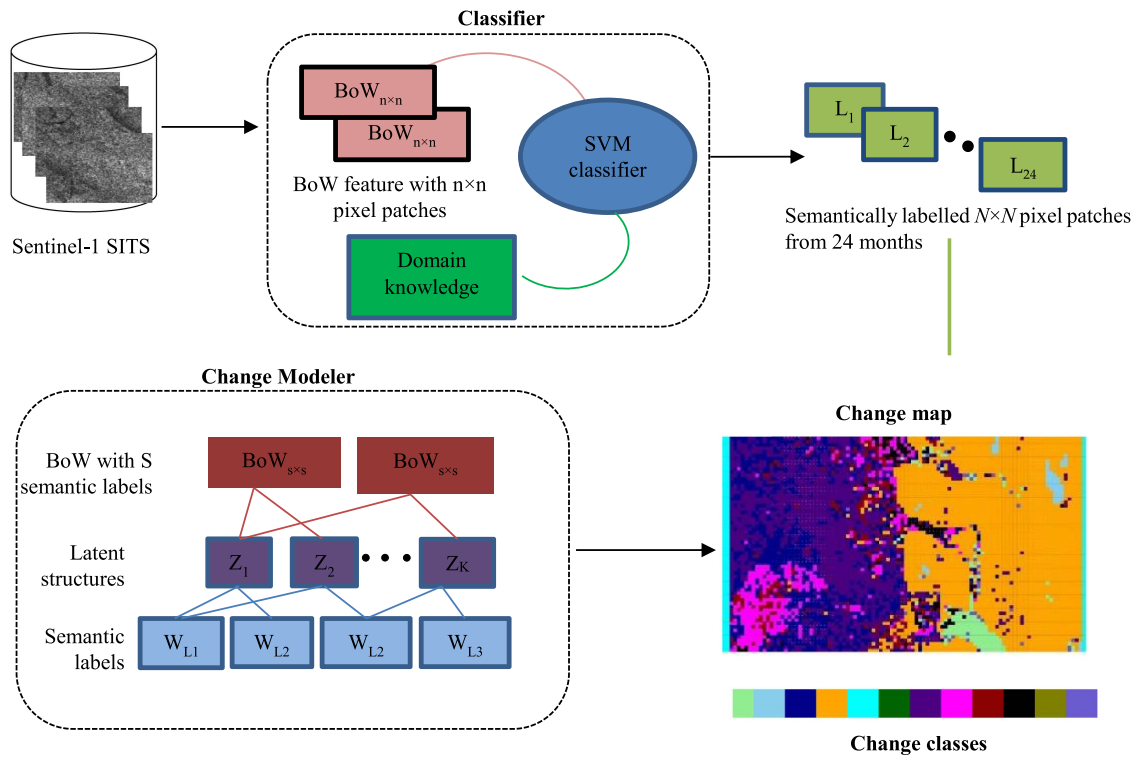 Classifier
BoWn×n
BoWn×n
SVM
classifier
BoW feature with n×n
pixel patches
Domain
knowledge
Sentinel-1 SITS
L1
L2
L24
Semantically labelled N×N pixel patches
from 24 months
Change Modeler
BoW with S
semantic labels
BoWs×s
BoWs×s
Latent
structures
Z1
Z2
ZK
Semantic
labels
WL1
WL2
WL2
WL3
Change map
Change classes